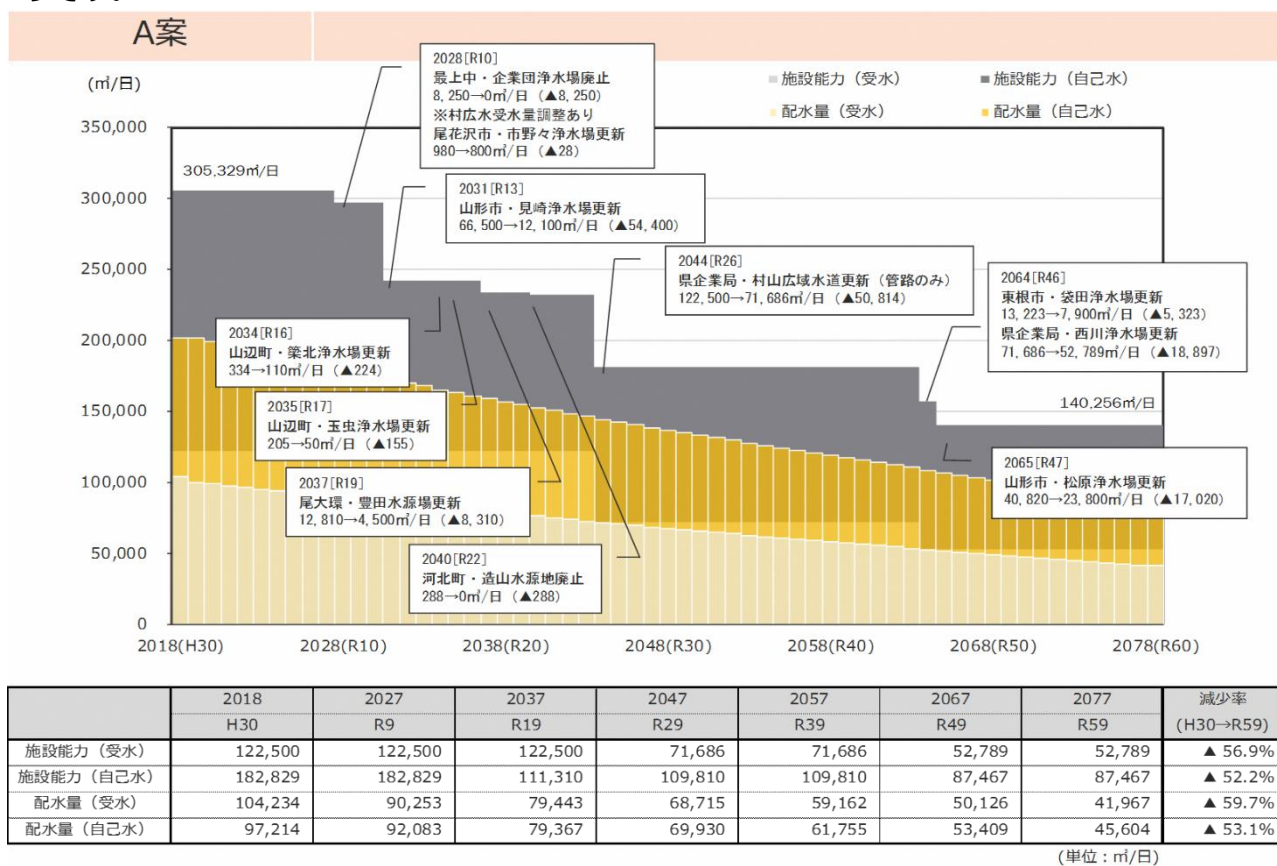 A案
(㎥/日)
施設能力（受水）
施設能力（自己水）
配水量（受水）
配水量（自己水）
350,000
300,000
250,000
200,000
150,000
100,000
50,000
0
305,329㎥/日
2028[R10]
最上中・企業団浄水場廃止
8,250→0㎥/日（▲8,250）
※村広水受水量調整あり
尾花沢市・市野々浄水場更新
980→800㎥/日（▲28）
2031[R13]
山形市・見崎浄水場更新
66,500→12,100㎥/日（▲54,400）
2044[R26]
県企業局・村山広域水道更新（管路のみ）
122,500→71,686㎥/日（▲50,814）
2064[R46]
東根市・袋田浄水場更新
13,223→7,900㎥/日（▲5,323）
県企業局・西川浄水場更新
71,686→52,789㎥/日（▲18,897）
2034[R16]
山辺町・簗北浄水場更新
334→110㎥/日（▲224）
2035[R17]
山辺町・玉虫浄水場更新
205→50㎥/日（▲155）
2037[R19]
尾大環・豊田水源場更新
12,810→4,500㎥/日（▲8,310）
2040[R22]
河北町・造山水源地廃止
288→0㎥/日（▲288）
140,256㎥/日
2065[R47]
山形市・松原浄水場更新
40,820→23,800㎥/日（▲17,020）
2018(H30) 2028(R10) 2038(R20) 2048(R30) 2058(R40) 2068(R50) 2078(R60)
2018 2027 2037 2047 2057 2067 2077 減少率
H30 R9 R19 R29 R39 R49 R59 (H30→R59)
施設能力（受水） 122,500 122,500 122,500 71,686 71,686 52,789 52,789 ▲ 56.9%
施設能力（自己水） 182,829 182,829 111,310 109,810 109,810 87,467 87,467 ▲ 52.2%
配水量（受水） 104,234 90,253 79,443 68,715 59,162 50,126 41,967 ▲ 59.7%
配水量（自己水） 97,214 92,083 79,367 69,930 61,755 53,409 45,604 ▲ 53.1%
(単位：㎥/日)